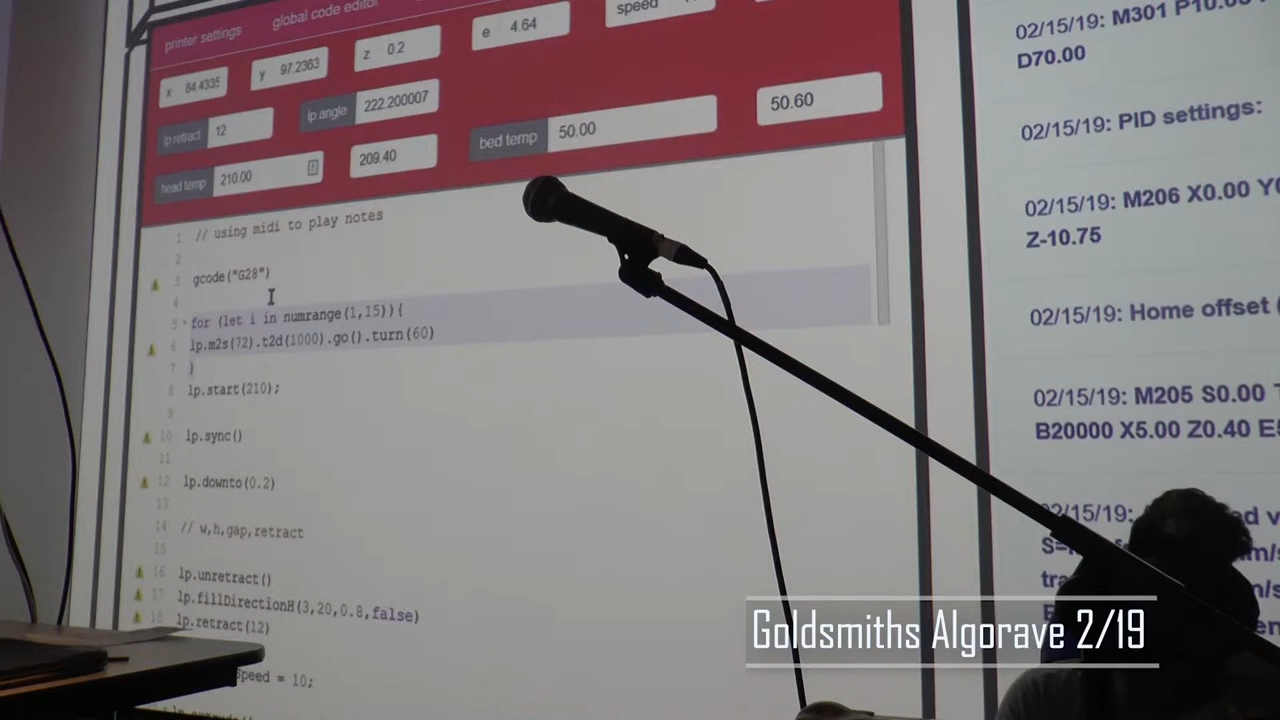 printer settings global code editor
x 84.4335 y 97.2363 z 0.2 e 4.64 speed
lp retract 12 lp angle 222.200007
head temp 210.00 209.40 bed temp 50.00 50.60
1 // using midi to play notes
2
3 gcode("G28")
4
5 for (let i in numrange(1,15)){
6 lp.m2s(72).t2d(1000).go().turn(60)
7 }
8 lp.start(210);
9
10 lp.sync()
11
12 lp.downto(0.2)
13
14 // w,h,gap,retract
15
16 lp.unretract()
17 lp.fillDirectionH(3,20,0.8,false)
18 lp.retract(12)
speed = 10;
02/15/19: M301
D70.00
02/15/19: PID settings:
02/15/19: M206 X0.00
Z-10.75
02/15/19: Home offset
02/15/19: M205 S0.00
B20000 X5.00 Z0.40
02/15/19:
Goldsmiths Algorave 2/19